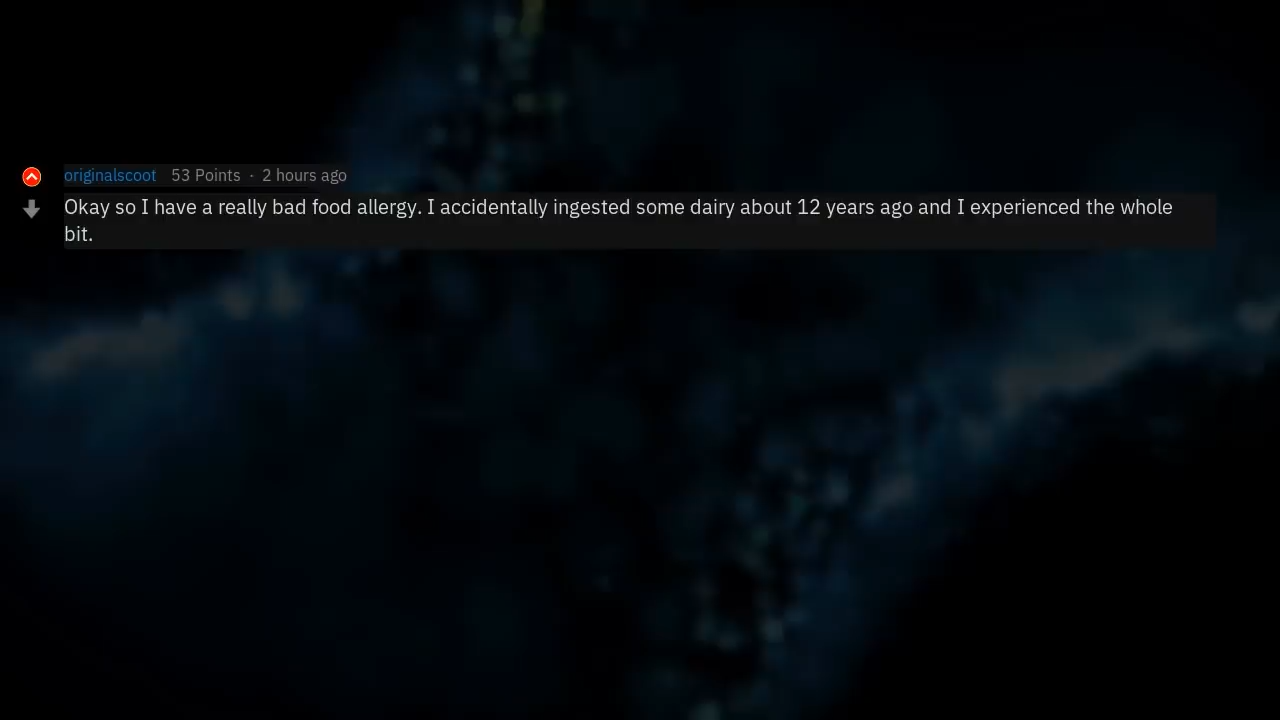 originalscoot 53 Points · 2 hours ago
Okay so I have a really bad food allergy. I accidentally ingested some dairy about 12 years ago and I experienced the whole
bit.